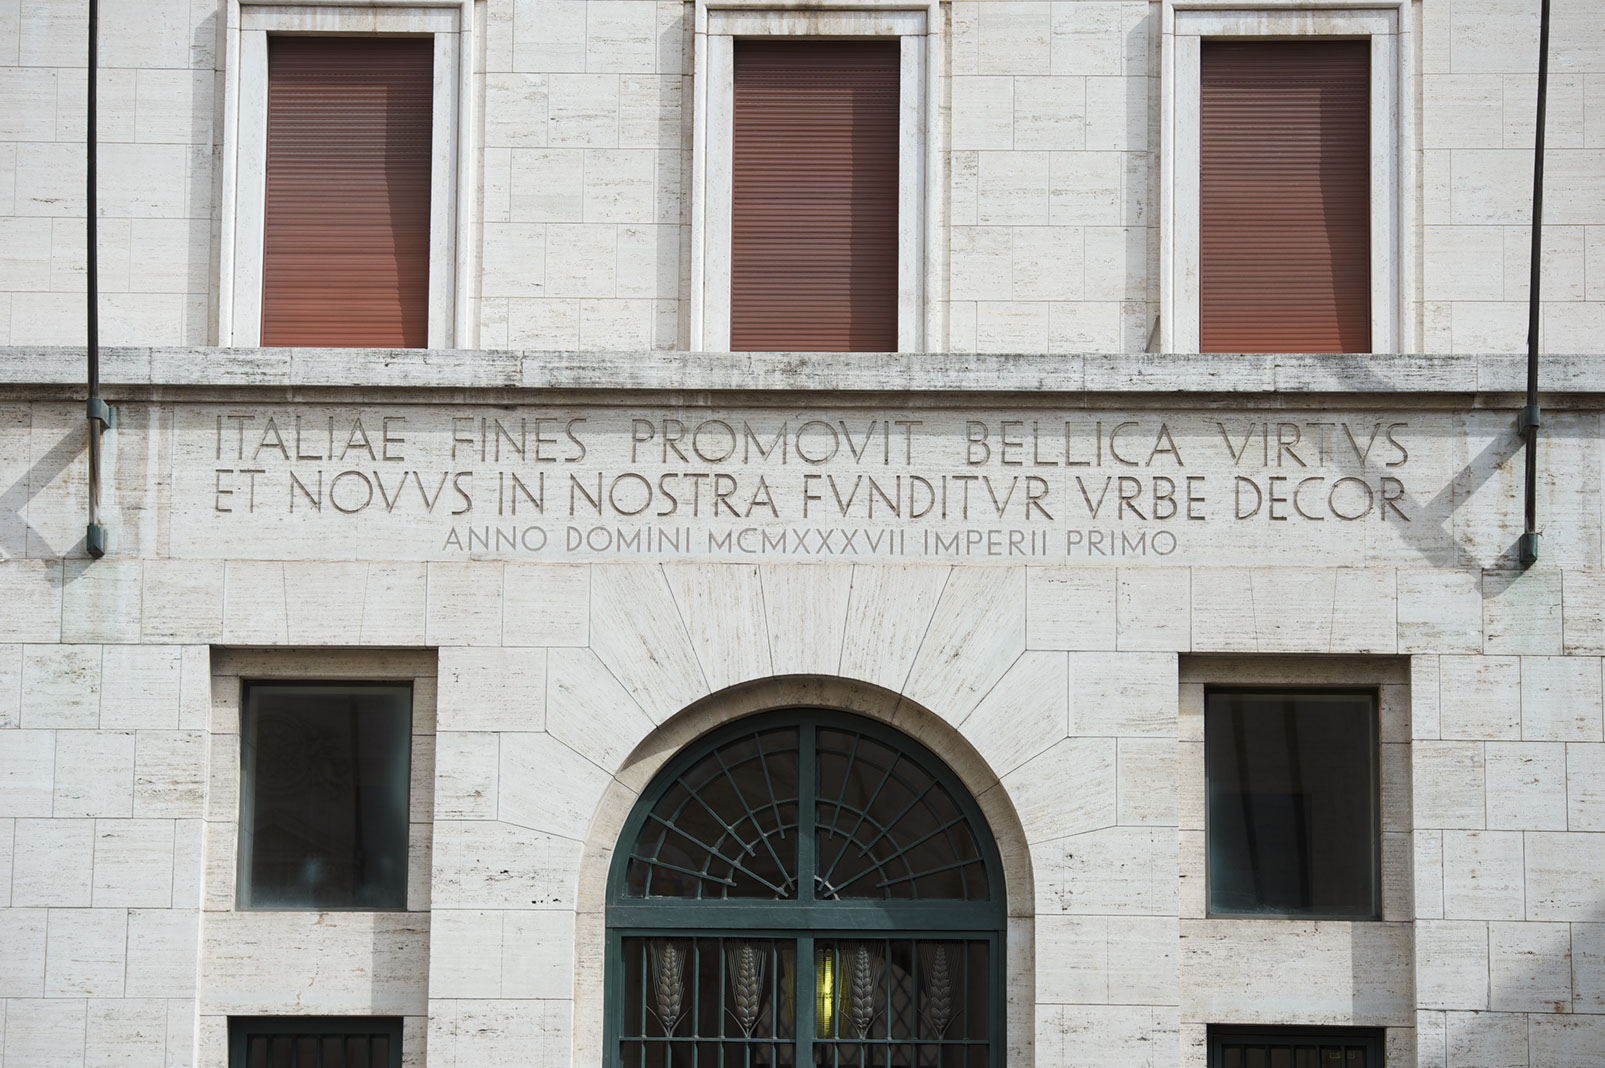 ITALIAE FINES PROMOVIT BELLICA VIRTVS
ET NOVVS IN NOSTRA FVNDITVR VRBE DECOR
ANNO DOMINI MCMXXXVII IMPERII PRIMO